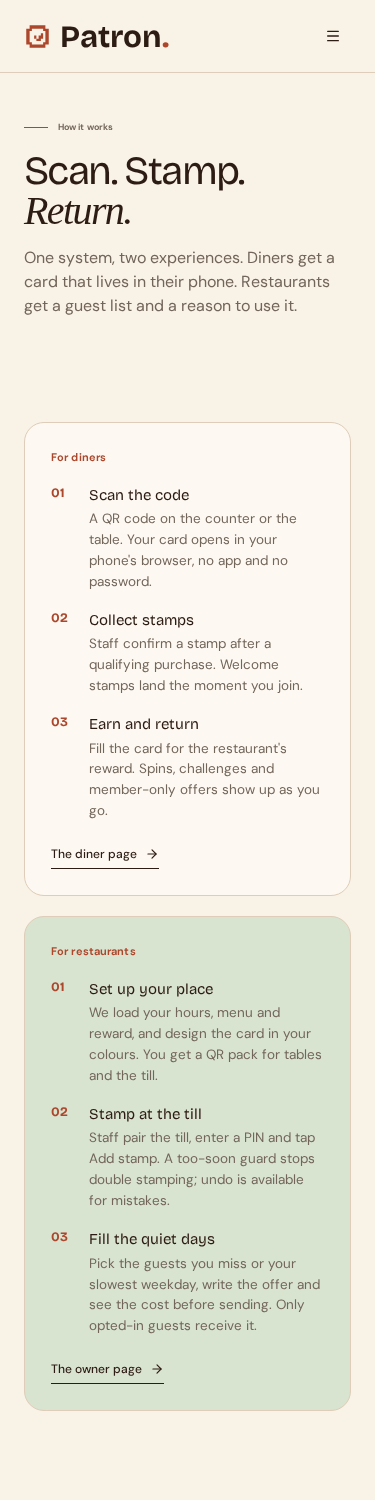 Patron.
How it works
Scan. Stamp.
Return.
One system, two experiences. Diners get a
card that lives in their phone. Restaurants
get a guest list and a reason to use it.
For diners
01 Scan the code
A QR code on the counter or the
table. Your card opens in your
phone's browser, no app and no
password.
02 Collect stamps
Staff confirm a stamp after a
qualifying purchase. Welcome
stamps land the moment you join.
03 Earn and return
Fill the card for the restaurant's
reward. Spins, challenges and
member-only offers show up as you
go.
The diner page →
For restaurants
01 Set up your place
We load your hours, menu and
reward, and design the card in your
colours. You get a QR pack for tables
and the till.
02 Stamp at the till
Staff pair the till, enter a PIN and tap
Add stamp. A too-soon guard stops
double stamping; undo is available
for mistakes.
03 Fill the quiet days
Pick the guests you miss or your
slowest weekday, write the offer and
see the cost before sending. Only
opted-in guests receive it.
The owner page →